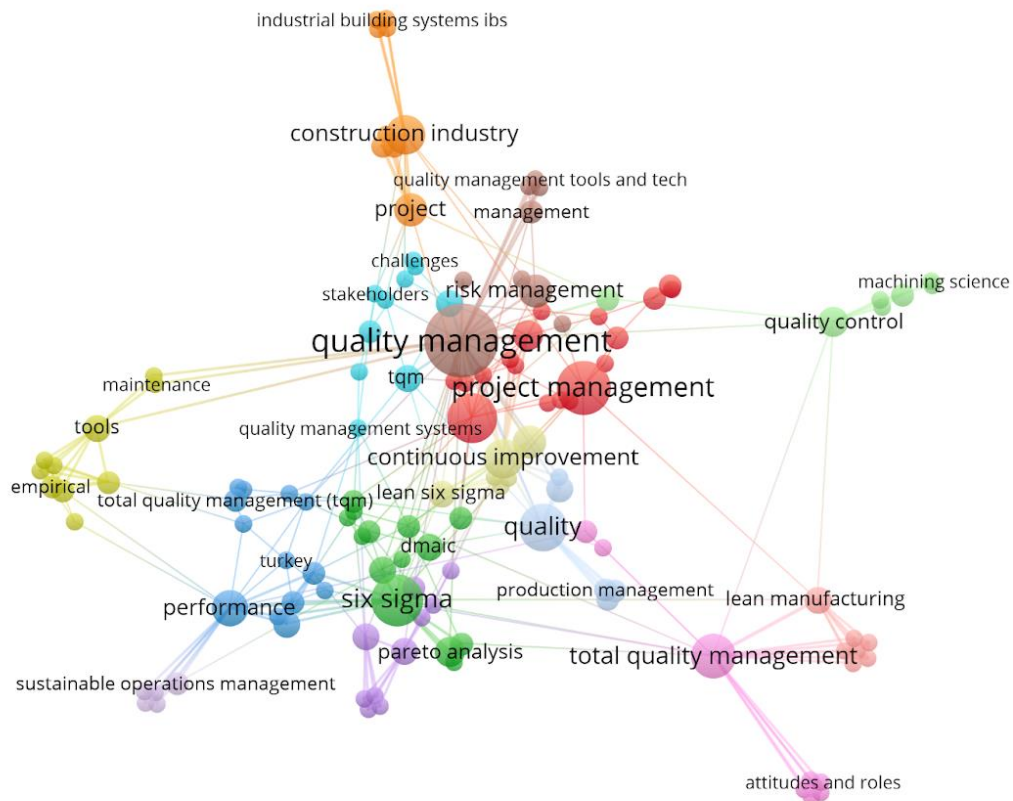 industrial building systems ibs
construction industry
quality management tools and tech
project
management
challenges
machining science
stakeholders
risk management
quality control
quality management
tqm
maintenance
project management
tools
quality management systems
continuous improvement
empirical
total quality management (tqm)
lean six sigma
quality
dmaic
turkey
production management
six sigma
lean manufacturing
performance
pareto analysis
total quality management
sustainable operations management
attitudes and roles